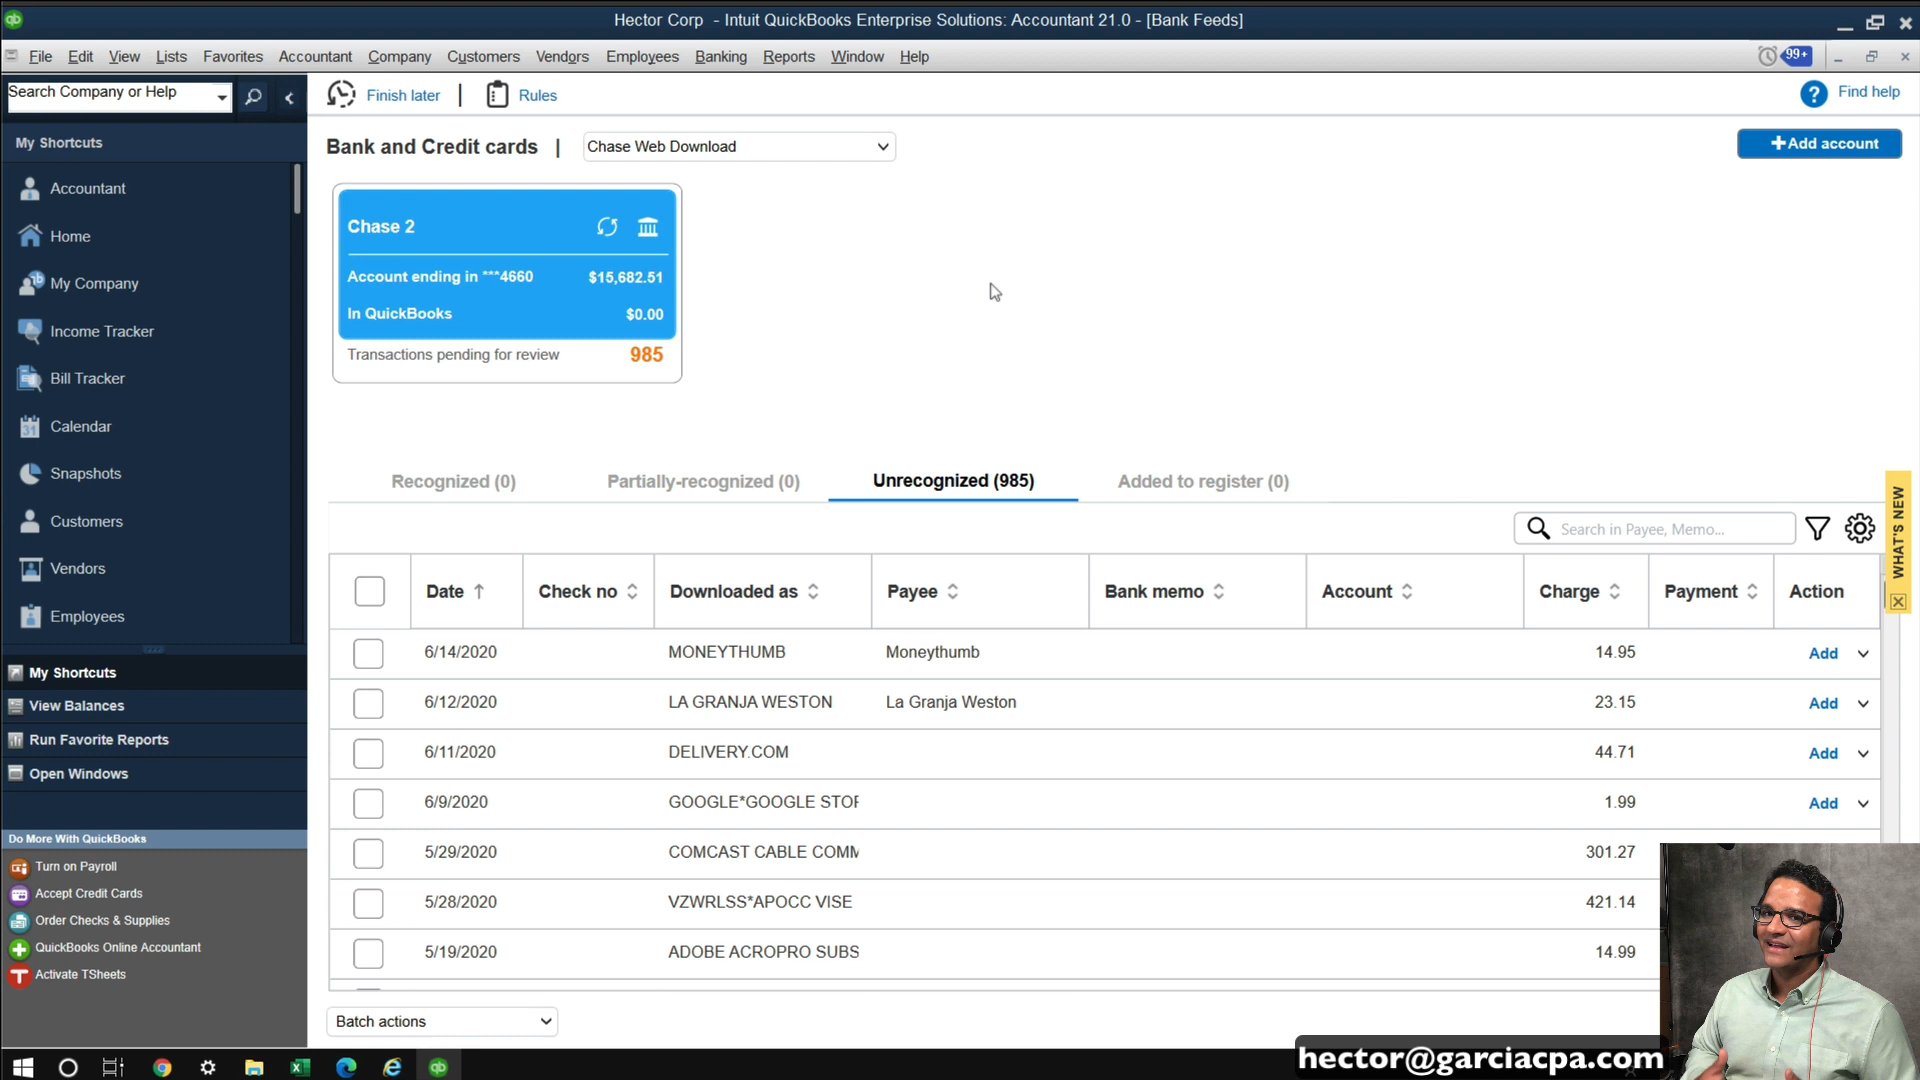 Hector Corp - Intuit QuickBooks Enterprise Solutions: Accountant 21.0 - [Bank Feeds]
File Edit View Lists Favorites Accountant Company Customers Vendors Employees Banking Reports Window Help
99+
Search Company or Help
Finish later | Rules
Find help
My Shortcuts
Accountant
Home
My Company
Income Tracker
Bill Tracker
Calendar
Snapshots
Customers
Vendors
Employees
My Shortcuts
View Balances
Run Favorite Reports
Open Windows
Do More With QuickBooks
Turn on Payroll
Accept Credit Cards
Order Checks & Supplies
QuickBooks Online Accountant
Activate TSheets
Bank and Credit cards | Chase Web Download
+Add account
Chase 2
Account ending in ***4660 $15,682.51
In QuickBooks $0.00
Transactions pending for review 985
Recognized (0) Partially-recognized (0) Unrecognized (985) Added to register (0)
Search in Payee, Memo...
WHAT'S NEW
Date Check no Downloaded as Payee Bank memo Account Charge Payment Action
6/14/2020 MONEYTHUMB Moneythumb 14.95 Add
6/12/2020 LA GRANJA WESTON La Granja Weston 23.15 Add
6/11/2020 DELIVERY.COM 44.71 Add
6/9/2020 GOOGLE*GOOGLE STOR 1.99 Add
5/29/2020 COMCAST CABLE COMM 301.27
5/28/2020 VZWRLSS*APOCC VISE 421.14
5/19/2020 ADOBE ACROPRO SUBS 14.99
Batch actions
hector@garciacpa.com